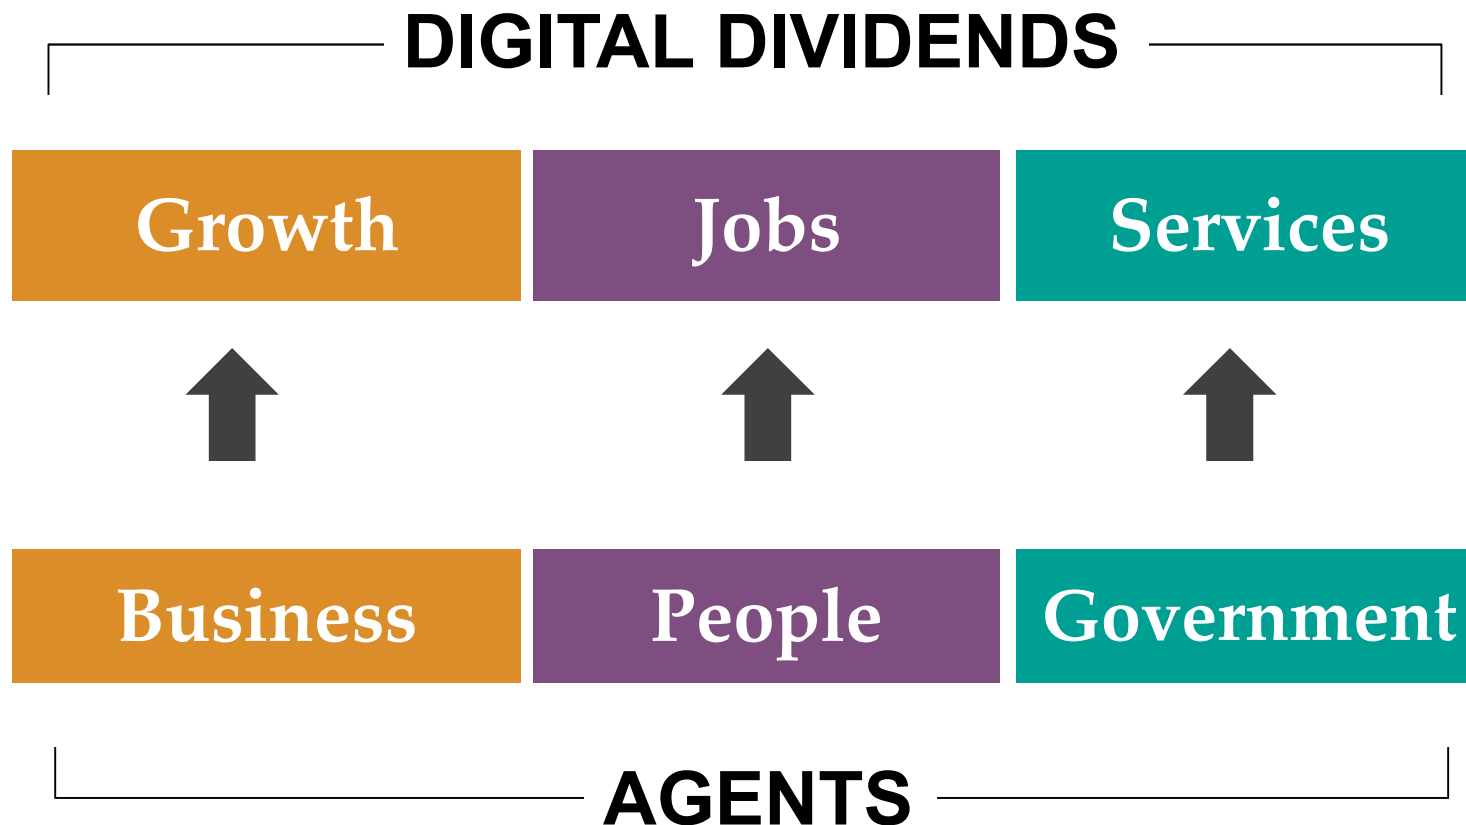 DIGITAL DIVIDENDS
Growth
Jobs
Services
Business
People
Government
AGENTS